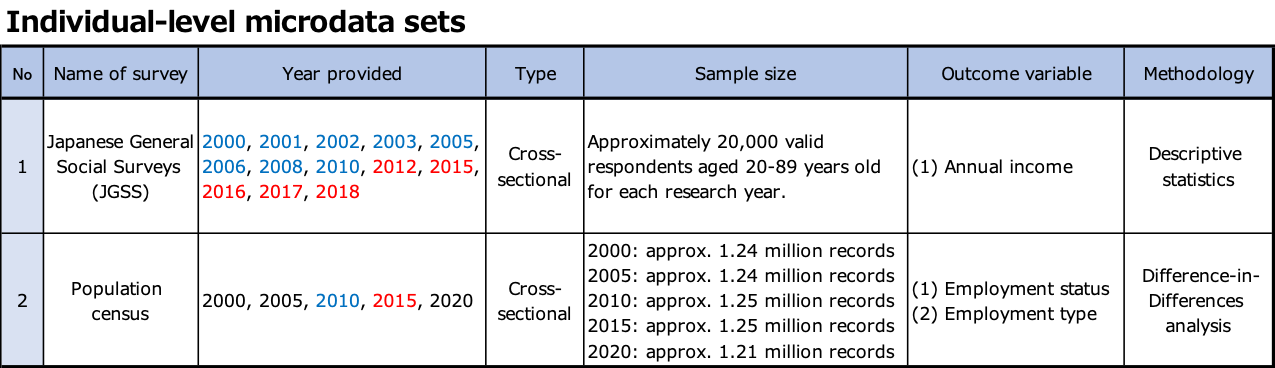 Individual-level microdata sets
No Name of survey Year provided Type Sample size Outcome variable Methodology
1
Japanese General
Social Surveys
(JGSS)
2000, 2001, 2002, 2003, 2005,
2006, 2008, 2010, 2012, 2015,
2016, 2017, 2018
Cross-
sectional
Approximately 20,000 valid
respondents aged 20-89 years old
for each research year.
(1) Annual income
Descriptive
statistics
2
Population
census
2000, 2005, 2010, 2015, 2020
Cross-
sectional
2000: approx. 1.24 million records
2005: approx. 1.24 million records
2010: approx. 1.25 million records
2015: approx. 1.25 million records
2020: approx. 1.21 million records
(1) Employment status
(2) Employment type
Difference-in-
Differences
analysis